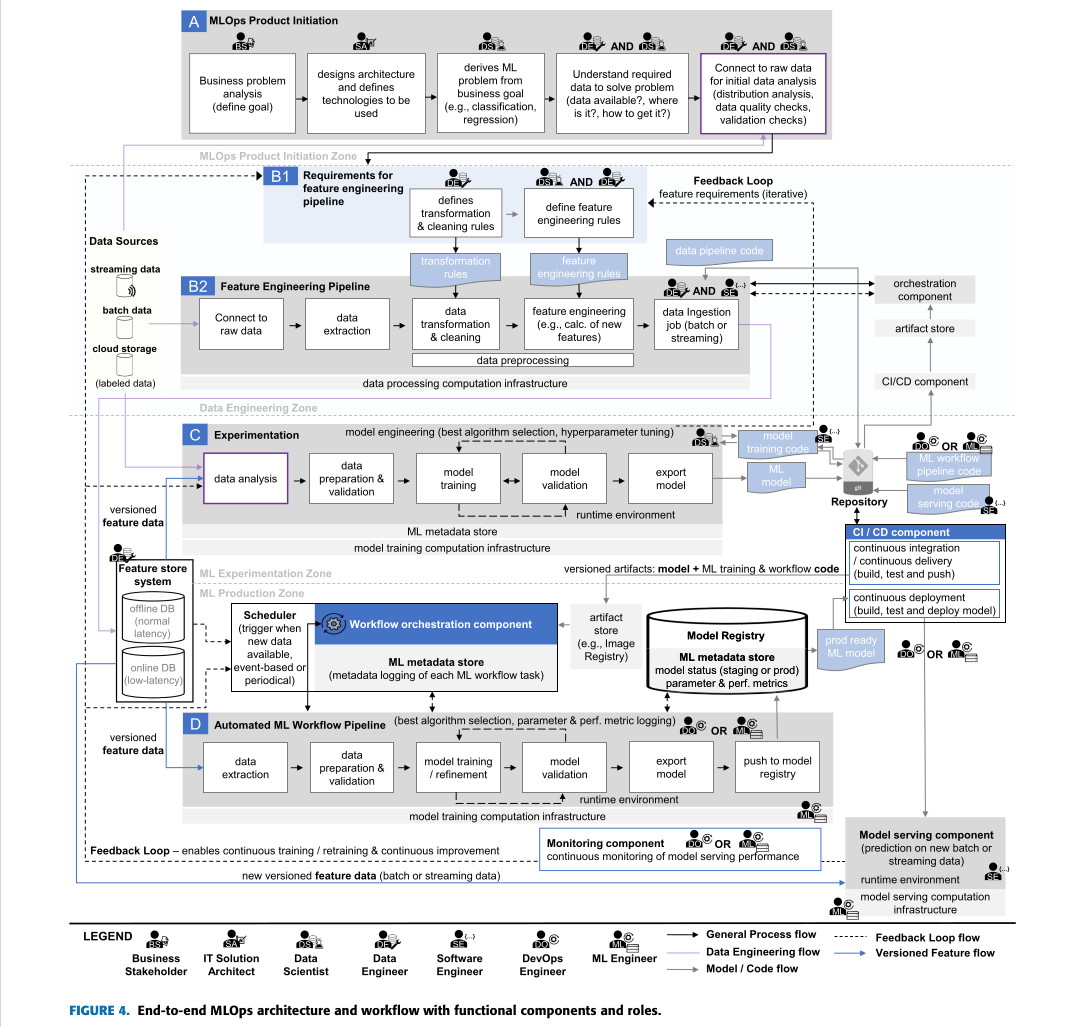 A MLOps Product Initiation
BS
SA
DS
DE AND DS
DE AND DS
Business problem
analysis
(define goal)
designs architecture
and defines
technologies to be
used
derives ML
problem from
business goal
(e.g., classification,
regression)
Understand required
data to solve problem
(data available?, where
is it?, how to get it?)
Connect to raw data
for initial data analysis
(distribution analysis,
data quality checks,
validation checks)
MLOps Product Initiation Zone
B1 Requirements for
feature engineering
pipeline
DE
DS AND DE
defines
transformation
& cleaning rules
define feature
engineering rules
Feedback Loop
feature requirements (iterative)
transformation
rules
feature
engineering rules
data pipeline code
Data Sources
streaming data
batch data
cloud storage
(labeled data)
B2 Feature Engineering Pipeline
DE AND SE {...}
Connect to
raw data
data
extraction
data
transformation
& cleaning
feature engineering
(e.g., calc. of new
features)
data Ingestion
job (batch or
streaming)
data preprocessing
data processing computation infrastructure
orchestration
component
artifact store
CI/CD component
Data Engineering Zone
C Experimentation
model engineering (best algorithm selection, hyperparameter tuning)
DS
data analysis
data
preparation &
validation
model
training
model
validation
export
model
runtime environment
ML metadata store
model training computation infrastructure
model
training code
SE {...}
ML
model
git
Repository
DO OR ML
ML workflow
pipeline code
model
serving code
SE {...}
versioned
feature data
DE
Feature store
system
offline DB
(normal
latency)
online DB
(low-latency)
ML Experimentation Zone
ML Production Zone
versioned artifacts: model + ML training & workflow code
CI / CD component
continuous integration
/ continuous delivery
(build, test and push)
continuous deployment
(build, test and deploy model)
Scheduler
(trigger when
new data
available,
event-based or
periodical)
Workflow orchestration component
ML metadata store
(metadata logging of each ML workflow task)
artifact
store
(e.g., Image
Registry)
Model Registry
ML metadata store
model status (staging or prod)
parameter & perf. metrics
prod ready
ML model
DO OR ML
versioned
feature data
D Automated ML Workflow Pipeline
(best algorithm selection, parameter & perf. metric logging)
DO OR ML
data
extraction
data
preparation &
validation
model training
/ refinement
model
validation
export
model
push to model
registry
runtime environment
ML
model training computation infrastructure
Monitoring component
DO OR ML
continuous monitoring of model serving performance
Feedback Loop – enables continuous training / retraining & continuous improvement
new versioned feature data (batch or streaming data)
Model serving component
(prediction on new batch or
streaming data)
runtime environment
SE {...}
ML
model serving computation
infrastructure
LEGEND
BS
Business
Stakeholder
SA
IT Solution
Architect
DS
Data
Scientist
DE
Data
Engineer
SE {...}
Software
Engineer
DO
DevOps
Engineer
ML
ML Engineer
General Process flow
Data Engineering flow
Model / Code flow
Feedback Loop flow
Versioned Feature flow
FIGURE 4. End-to-end MLOps architecture and workflow with functional components and roles.